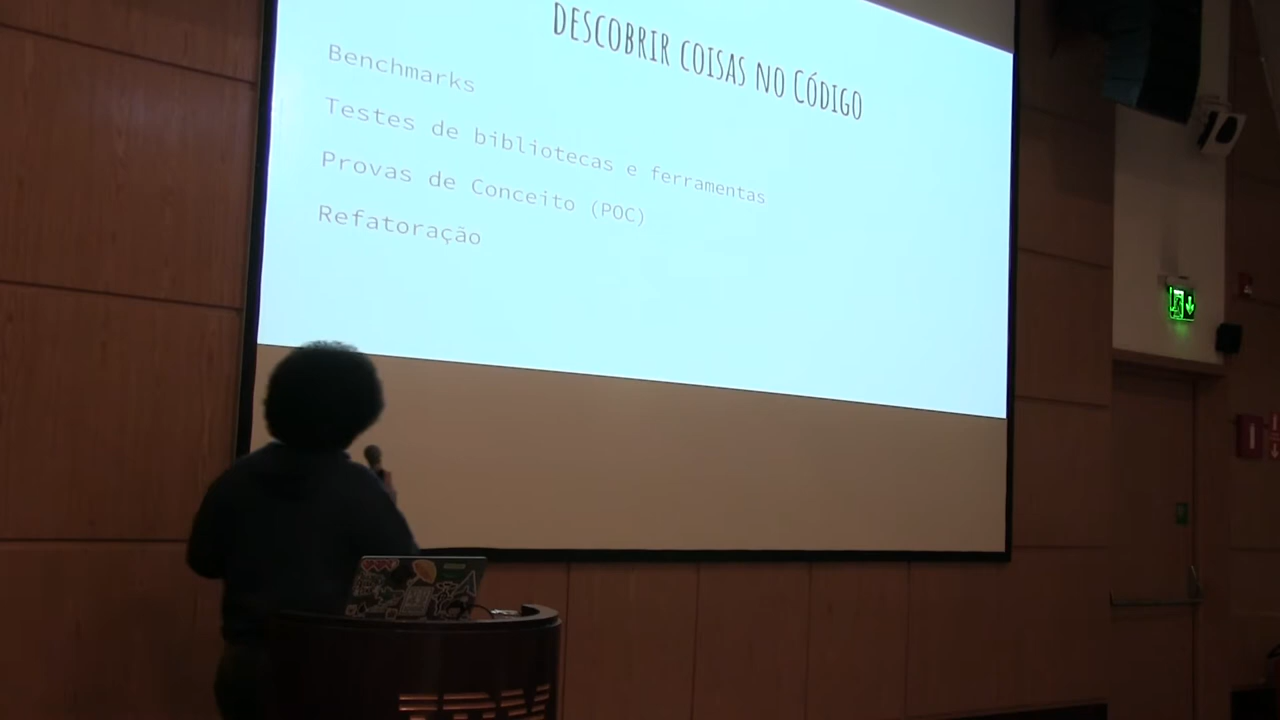 DESCOBRIR COISAS NO CÓDIGO
Benchmarks
Testes de bibliotecas e ferramentas
Provas de Conceito (POC)
Refatoração